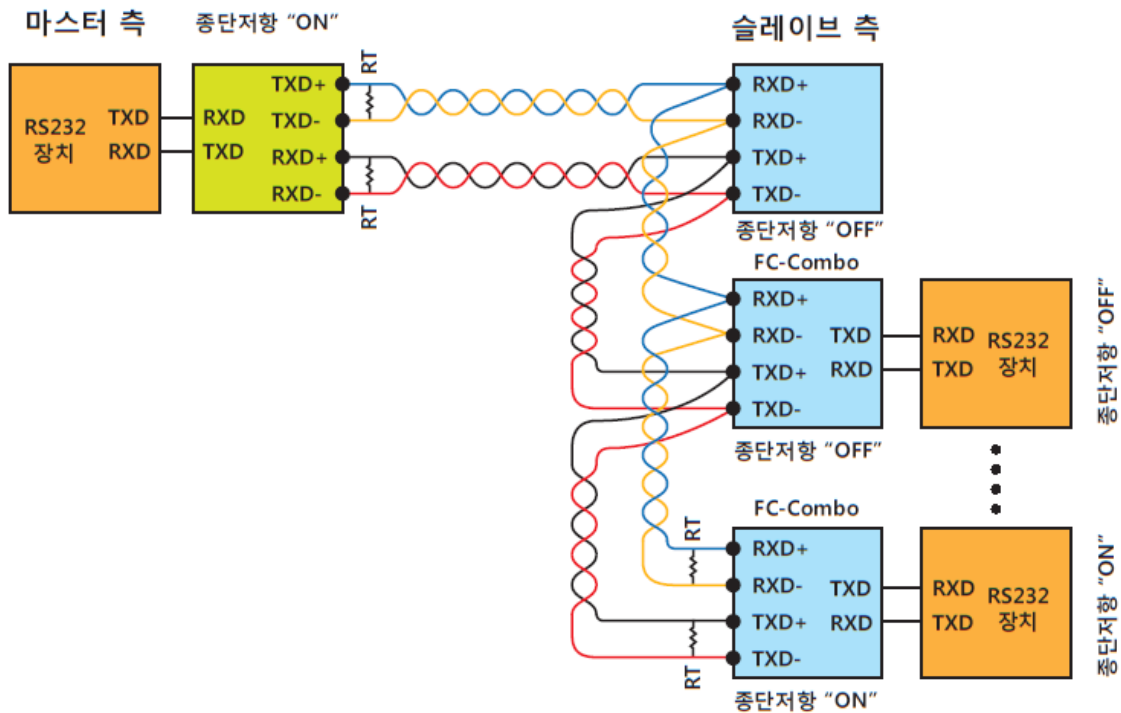 마스터 측
종단저항 “ON”
슬레이브 측
RS232
장치
TXD
RXD
RXD
TXD
TXD+
TXD-
RXD+
RXD-
RT
RT
RXD+
RXD-
TXD+
TXD-
종단저항 “OFF”
FC-Combo
RXD+
RXD-
TXD+
TXD-
TXD
RXD
RXD
TXD
RS232
장치
종단저항 “OFF”
종단저항 “OFF”
FC-Combo
RT
RT
RXD+
RXD-
TXD+
TXD-
TXD
RXD
RXD
TXD
RS232
장치
종단저항 “ON”
종단저항 “ON”